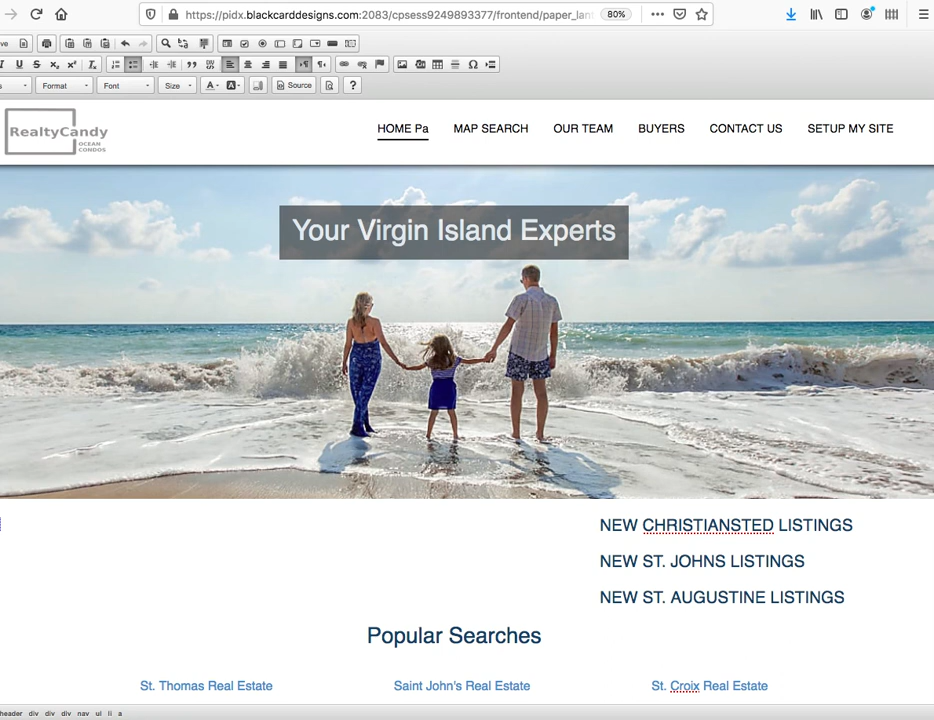 https://pidx.blackcarddesigns.com:2083/cpsess9249893377/frontend/paper_lan
80%
ve
Format
Font
Size
Source
RealtyCandy
OCEAN
CONDOS
HOME Pa
MAP SEARCH
OUR TEAM
BUYERS
CONTACT US
SETUP MY SITE
Your Virgin Island Experts
NEW CHRISTIANSTED LISTINGS
NEW ST. JOHNS LISTINGS
NEW ST. AUGUSTINE LISTINGS
Popular Searches
St. Thomas Real Estate
Saint John's Real Estate
St. Croix Real Estate
header div div div nav ul li a